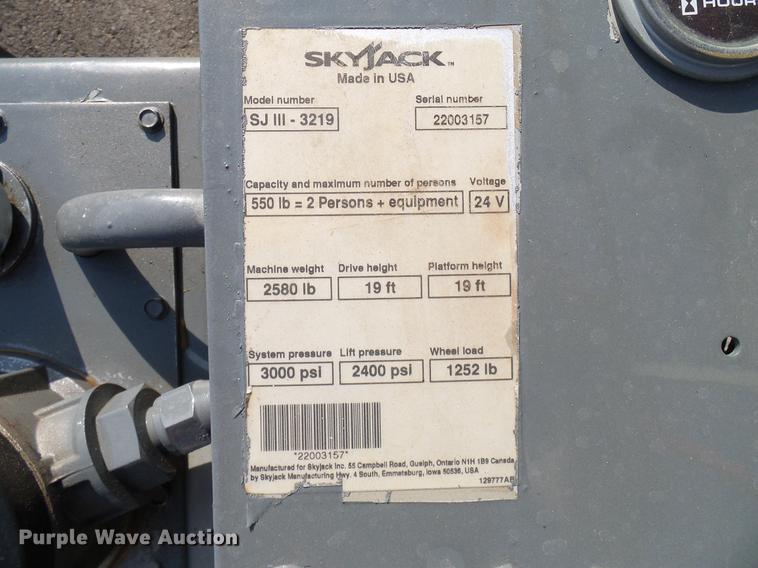 HOUR
SKYJACK™
Made in USA
Model number Serial number
SJ III - 3219 22003157
Capacity and maximum number of persons Voltage
550 lb = 2 Persons + equipment 24 V
Machine weight Drive height Platform height
2580 lb 19 ft 19 ft
System pressure Lift pressure Wheel load
3000 psi 2400 psi 1252 lb
*22003157*
Manufactured for Skyjack Inc. 55 Campbell Road, Guelph, Ontario N1H 1B9 Canada
by Skyjack Manufacturing Hwy. 4 South, Emmetsburg, Iowa 50536, USA
129777AB
Purple Wave Auction